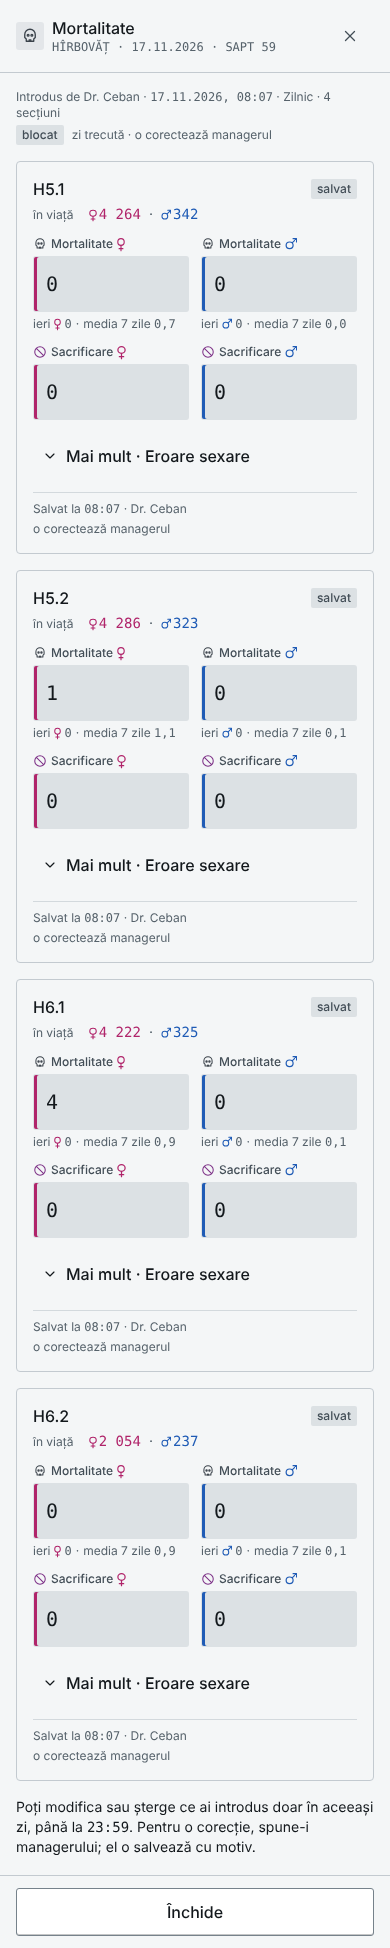 Mortalitate
HÎRBOVĂȚ · 17.11.2026 · SAPT 59
Introdus de Dr. Ceban · 17.11.2026, 08:07 · Zilnic · 4
secțiuni
blocat zi trecută · o corectează managerul
H5.1 salvat
în viață ♀4 264 · ♂342
Mortalitate ♀ Mortalitate ♂
0 0
ieri ♀ 0 · media 7 zile 0,7 ieri ♂ 0 · media 7 zile 0,0
Sacrificare ♀ Sacrificare ♂
0 0
Mai mult · Eroare sexare
Salvat la 08:07 · Dr. Ceban
o corectează managerul
H5.2 salvat
în viață ♀4 286 · ♂323
Mortalitate ♀ Mortalitate ♂
1 0
ieri ♀ 0 · media 7 zile 1,1 ieri ♂ 0 · media 7 zile 0,1
Sacrificare ♀ Sacrificare ♂
0 0
Mai mult · Eroare sexare
Salvat la 08:07 · Dr. Ceban
o corectează managerul
H6.1 salvat
în viață ♀4 222 · ♂325
Mortalitate ♀ Mortalitate ♂
4 0
ieri ♀ 0 · media 7 zile 0,9 ieri ♂ 0 · media 7 zile 0,1
Sacrificare ♀ Sacrificare ♂
0 0
Mai mult · Eroare sexare
Salvat la 08:07 · Dr. Ceban
o corectează managerul
H6.2 salvat
în viață ♀2 054 · ♂237
Mortalitate ♀ Mortalitate ♂
0 0
ieri ♀ 0 · media 7 zile 0,9 ieri ♂ 0 · media 7 zile 0,1
Sacrificare ♀ Sacrificare ♂
0 0
Mai mult · Eroare sexare
Salvat la 08:07 · Dr. Ceban
o corectează managerul
Poți modifica sau șterge ce ai introdus doar în aceeași
zi, până la 23:59. Pentru o corecție, spune-i
managerului; el o salvează cu motiv.
Închide